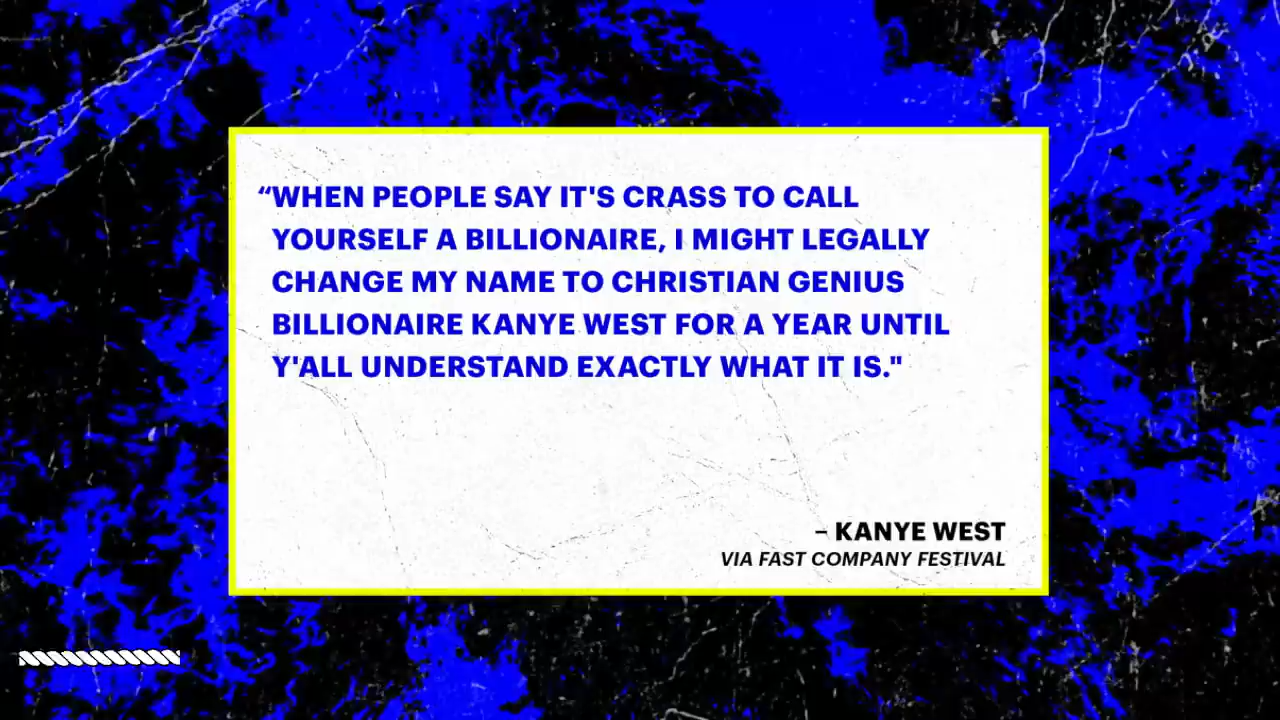 “WHEN PEOPLE SAY IT'S CRASS TO CALL
YOURSELF A BILLIONAIRE, I MIGHT LEGALLY
CHANGE MY NAME TO CHRISTIAN GENIUS
BILLIONAIRE KANYE WEST FOR A YEAR UNTIL
Y'ALL UNDERSTAND EXACTLY WHAT IT IS."
– KANYE WEST
VIA FAST COMPANY FESTIVAL